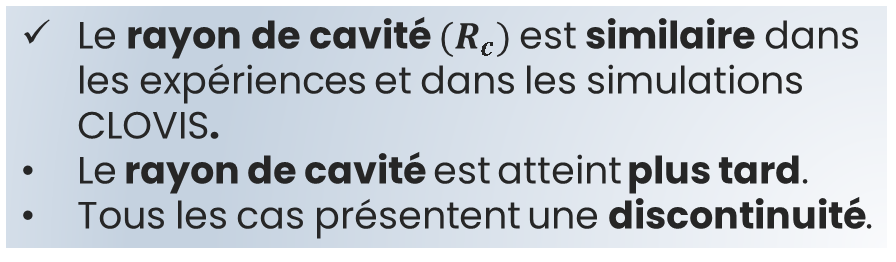 ✓ Le rayon de cavité (R_c) est similaire dans
les expériences et dans les simulations
CLOVIS.
• Le rayon de cavité est atteint plus tard.
• Tous les cas présentent une discontinuité.